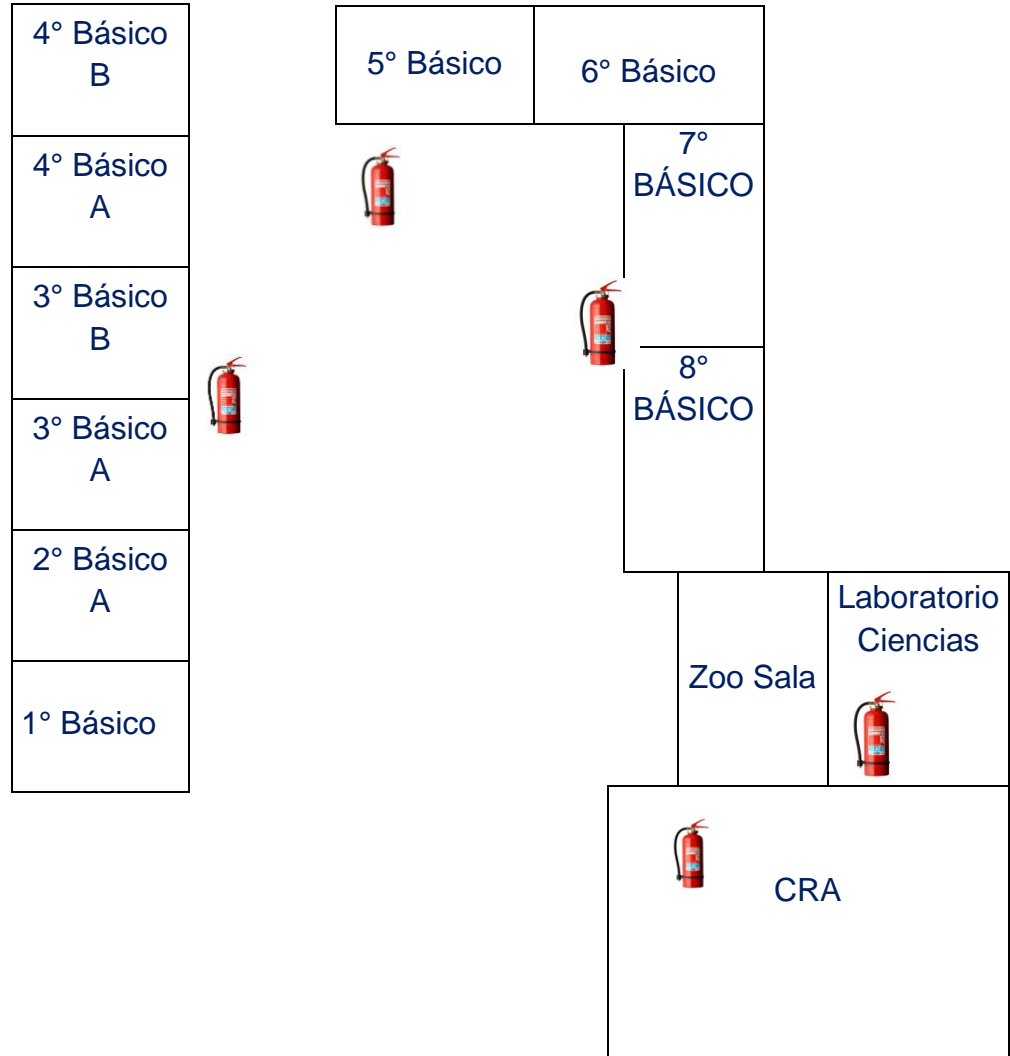 4° Básico
B
4° Básico
A
3° Básico
B
3° Básico
A
2° Básico
A
1° Básico
5° Básico
6° Básico
7°
BÁSICO
8°
BÁSICO
Zoo Sala
Laboratorio
Ciencias
CRA